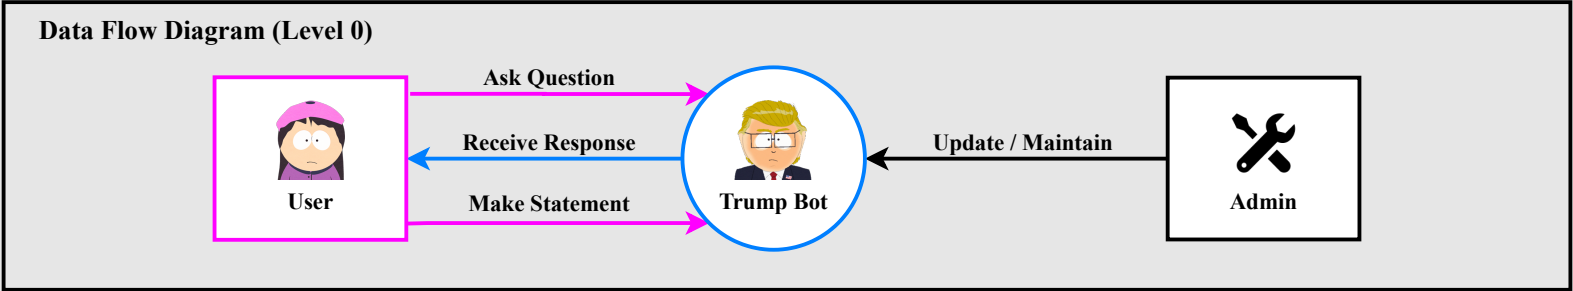 Data Flow Diagram (Level 0)
Ask Question
Receive Response
Update / Maintain
Make Statement
User
Trump Bot
Admin